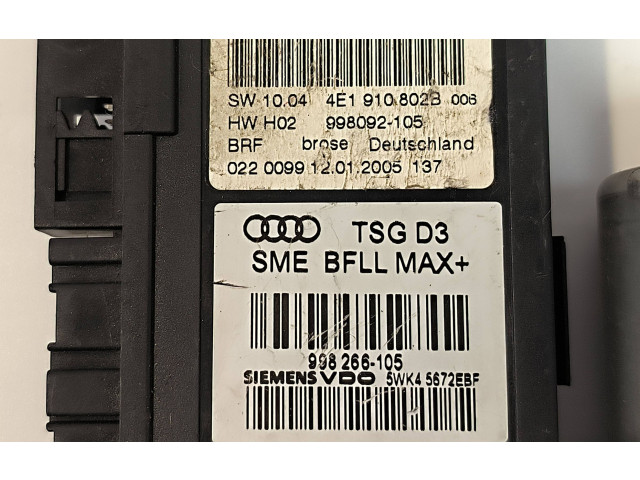 SW 10.04 4E1 910 802B 006
HW H02 998092-105
BRF brose Deutschland
022 0099 12.01.2005 137
TSG D3
SME BFLL MAX+
998 266-105
SIEMENS VDO 5WK4 5672EBF